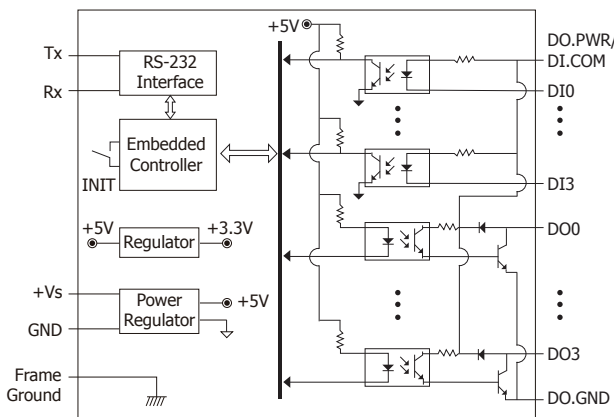 +5V
DO.PWR/
Tx
RS-232
Interface
DI.COM
Rx
DI0
Embedded
Controller
INIT
DI3
+5V
Regulator
+3.3V
DO0
+Vs
Power
Regulator
+5V
GND
DO3
Frame
Ground
DO.GND